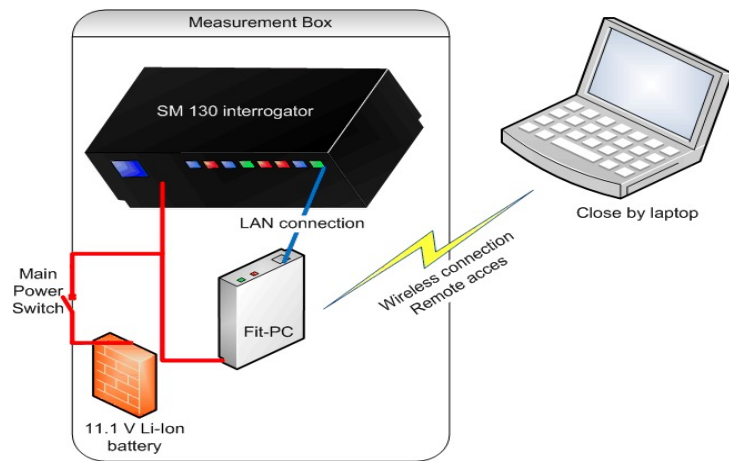 Measurement Box
SM 130 interrogator
LAN connection
Close by laptop
Wireless connection
Remote acces
Main
Power
Switch
Fit-PC
11.1 V Li-Ion
battery